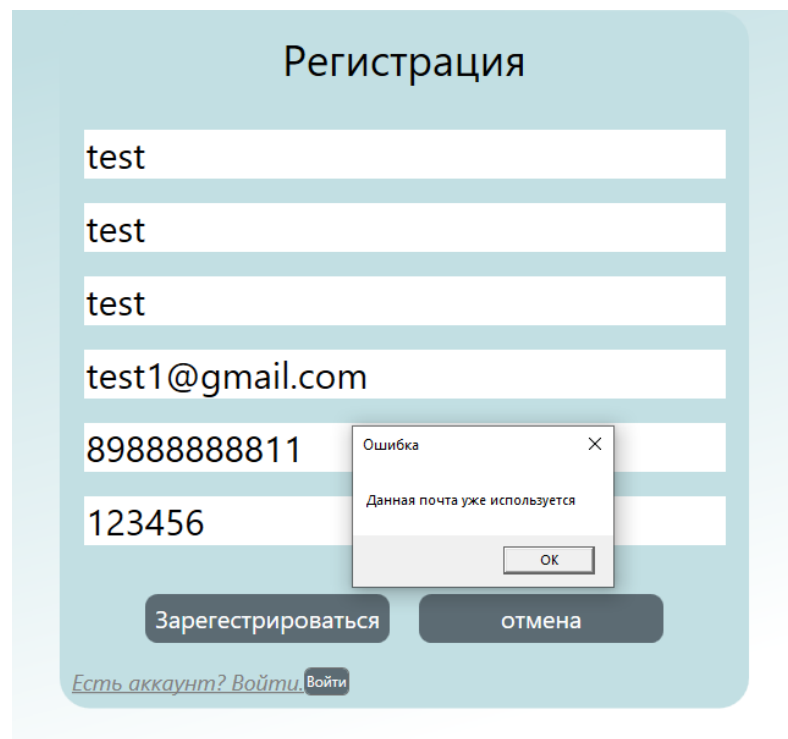 Регистрация
test
test
test
test1@gmail.com
89888888811
123456
Ошибка
Данная почта уже используется
ОК
Зарегестрироваться
отмена
Есть аккаунт? Войти.
Войти